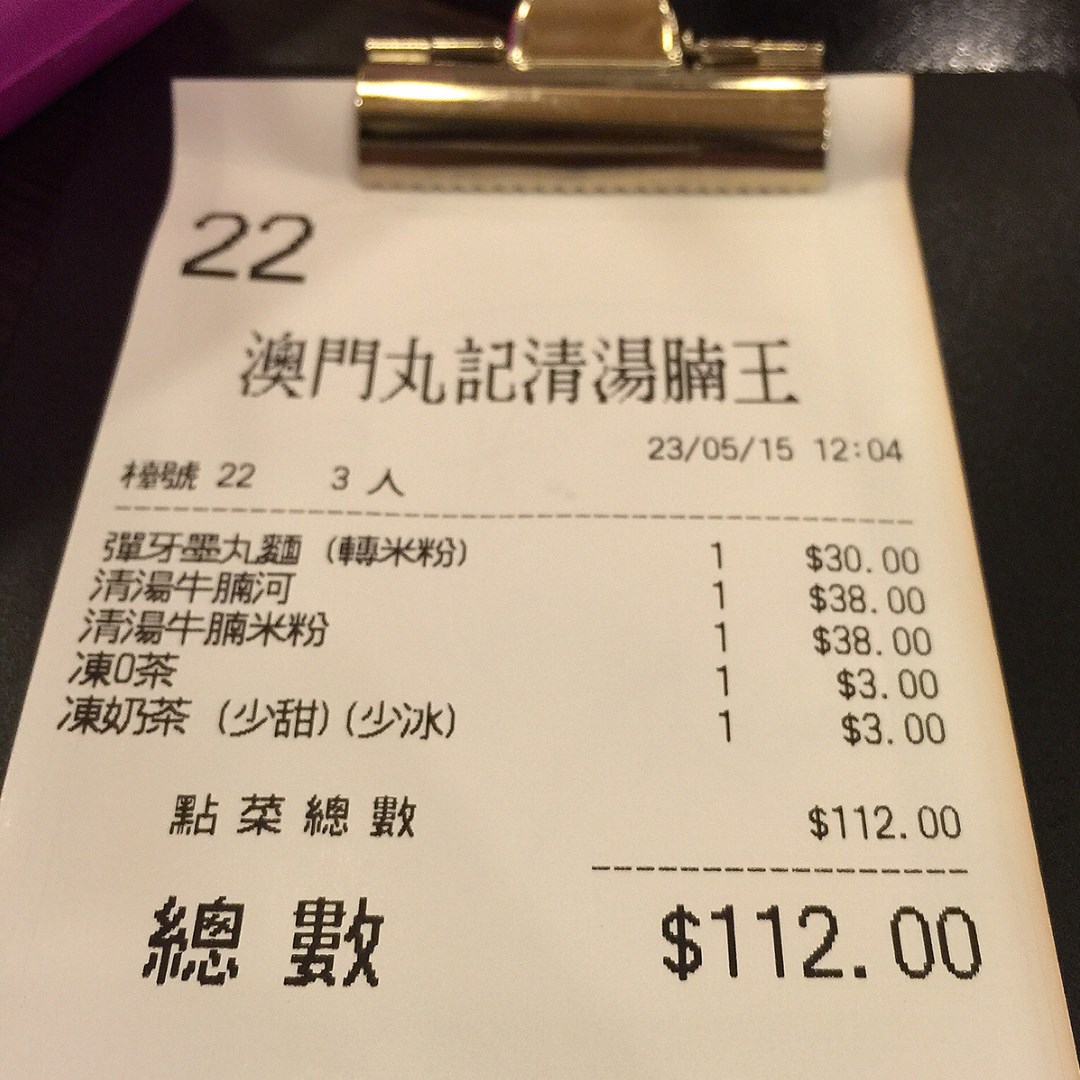 22
澳門丸記清湯腩王
23/05/15 12:04
檯號 22 3 人
彈牙墨丸麵 (轉米粉) 1 $30.00
清湯牛腩河 1 $38.00
清湯牛腩米粉 1 $38.00
凍0茶 1 $3.00
凍奶茶 (少甜)(少冰) 1 $3.00
點菜總數 $112.00
總數 $112.00